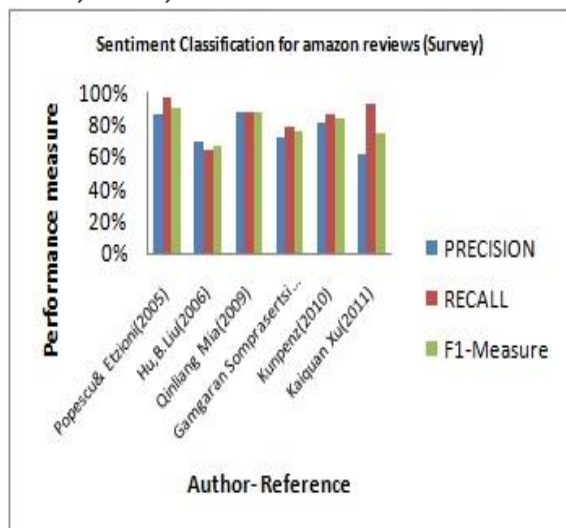 Sentiment Classification for amazon reviews (Survey)
Performance measure
100%
80%
60%
40%
20%
0%
PRECISION
RECALL
F1-Measure
Popescu& Etzioni(2005)
Hu,B.Liu(2006)
Qinliang Mia(2009)
Gamgaran Somprasertsi...
Kunpenz(2010)
Kaiquan Xu(2011)
Author- Reference